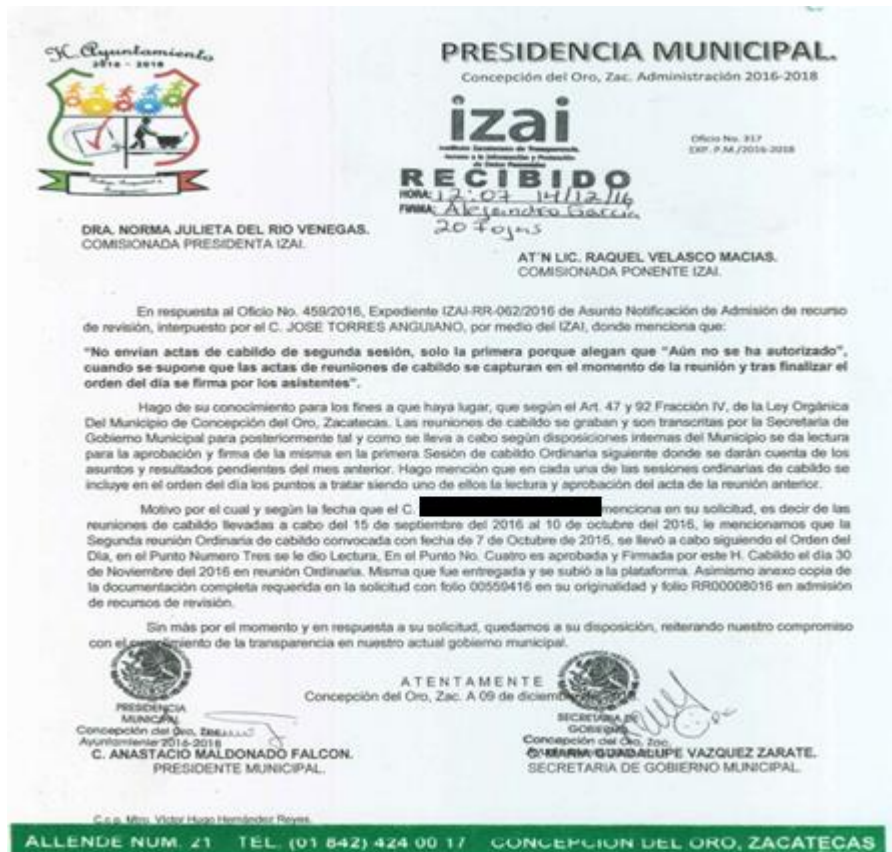 H. Ayuntamiento
2016 - 2018
PRESIDENCIA MUNICIPAL.
Concepción del Oro, Zac. Administración 2016-2018
izai
Instituto Zacatecano de Transparencia,
Acceso a la Información y Protección
de Datos Personales
Oficio No. 317
EXP. P.M./2016-2018
RECIBIDO
HORA: 12:07 14/12/16
FIRMA: Alejandro García
20 Fojas
DRA. NORMA JULIETA DEL RIO VENEGAS.
COMISIONADA PRESIDENTA IZAI.
AT´N LIC. RAQUEL VELASCO MACIAS.
COMISIONADA PONENTE IZAI.
En respuesta al Oficio No. 459/2016, Expediente IZAI-RR-062/2016 de Asunto Notificación de Admisión de recurso
de revisión, interpuesto por el C. JOSE TORRES ANGUIANO, por medio del IZAI, donde menciona que:
"No envían actas de cabildo de segunda sesión, solo la primera porque alegan que "Aún no se ha autorizado",
cuando se supone que las actas de reuniones de cabildo se capturan en el momento de la reunión y tras finalizar el
orden del día se firma por los asistentes".
Hago de su conocimiento para los fines a que haya lugar, que según el Art. 47 y 92 Fracción IV, de la Ley Orgánica
Del Municipio de Concepción del Oro, Zacatecas. Las reuniones de cabildo se graban y son transcritas por la Secretaria de
Gobierno Municipal para posteriormente tal y como se lleva a cabo según disposiciones internas del Municipio se da lectura
para la aprobación y firma de la misma en la primera Sesión de cabildo Ordinaria siguiente donde se darán cuenta de los
asuntos y resultados pendientes del mes anterior. Hago mención que en cada una de las sesiones ordinarias de cabildo se
incluye en el orden del día los puntos a tratar siendo uno de ellos la lectura y aprobación del acta de la reunión anterior.
Motivo por el cual y según la fecha que el C. menciona en su solicitud, es decir de las
reuniones de cabildo llevadas a cabo del 15 de septiembre del 2016 al 10 de octubre del 2016, le mencionamos que la
Segunda reunión Ordinaria de cabildo convocada con fecha de 7 de Octubre de 2016, se llevó a cabo siguiendo el Orden del
Día, en el Punto Numero Tres se le dio Lectura, En el Punto No. Cuatro es aprobada y Firmada por este H. Cabildo el día 30
de Noviembre del 2016 en reunión Ordinaria. Misma que fue entregada y se subió a la plataforma. Asimismo anexo copia de
la documentación completa requerida en la solicitud con folio 00559416 en su originalidad y folio RR00008016 en admisión
de recursos de revisión.
Sin más por el momento y en respuesta a su solicitud, quedamos a su disposición, reiterando nuestro compromiso
con el cumplimiento de la transparencia en nuestro actual gobierno municipal.
ATENTAMENTE
Concepción del Oro, Zac. A 09 de diciembre
PRESIDENCIA
MUNICIPAL
Concepción del Oro, Zac.
Ayuntamiento 2016-2018
C. ANASTACIO MALDONADO FALCON.
PRESIDENTE MUNICIPAL.
SECRETARIA DE
GOBIERNO
Concepción del Oro, Zac.
C. MARIA GUADALUPE VAZQUEZ ZARATE.
SECRETARIA DE GOBIERNO MUNICIPAL.
C.c.p. Mtro. Victor Hugo Hernández Reyes.
ALLENDE NUM. 21 TEL. (01 842) 424 00 17 CONCEPCION DEL ORO, ZACATECAS